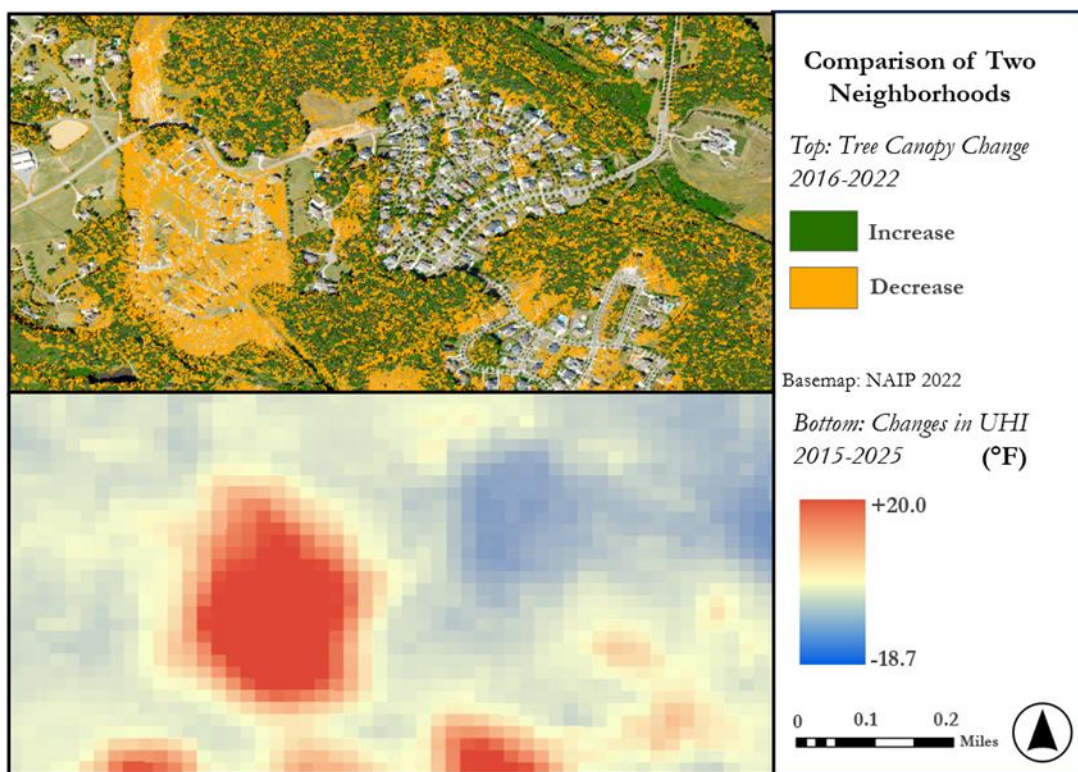 Comparison of Two
Neighborhoods
Top: Tree Canopy Change
2016-2022
Increase
Decrease
Basemap: NAIP 2022
Bottom: Changes in UHI
2015-2025 (°F)
+20.0
-18.7
0 0.1 0.2
Miles